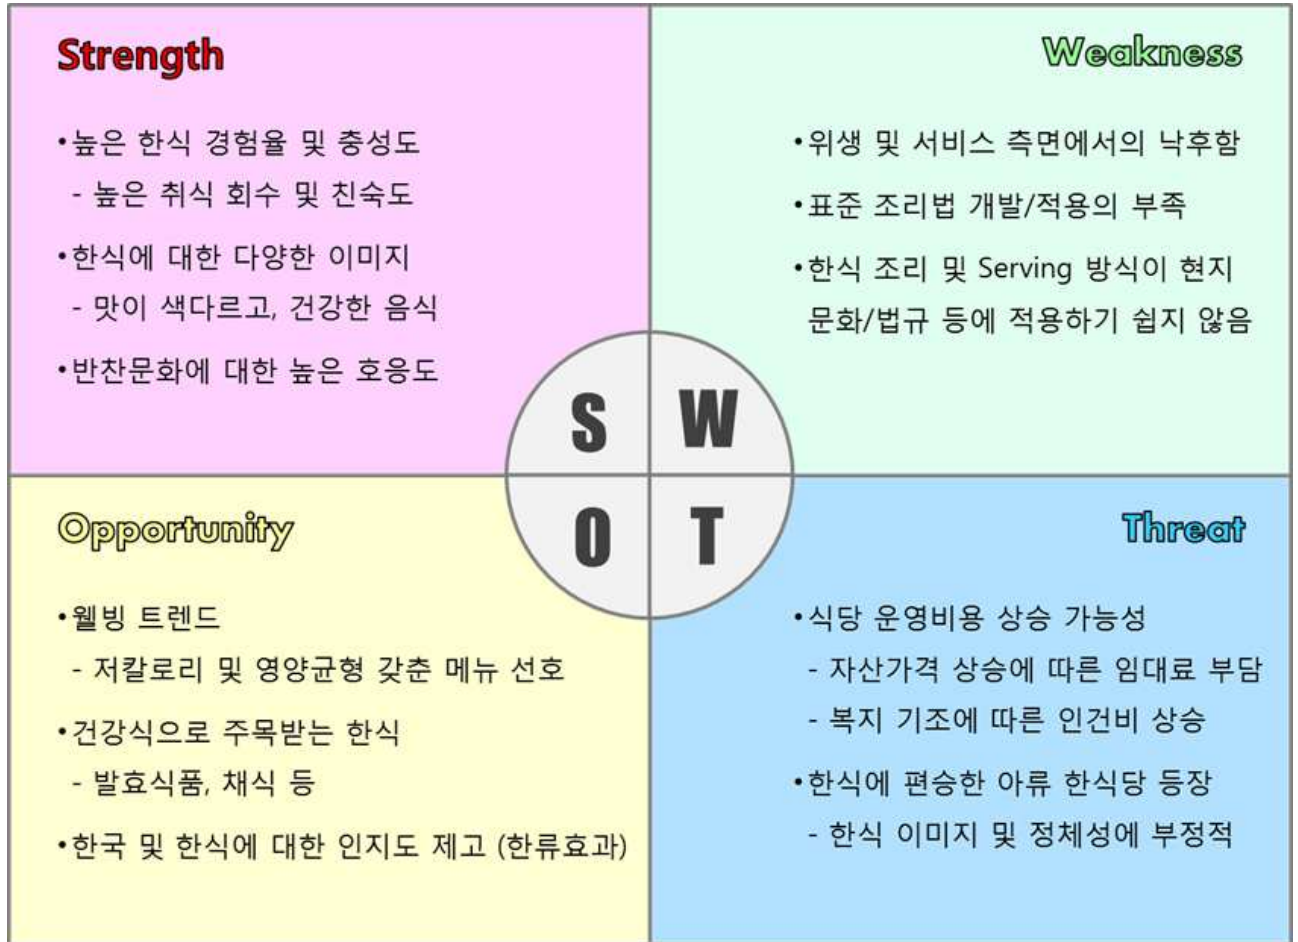 Strength
•높은 한식 경험율 및 충성도
- 높은 취식 회수 및 친숙도
•한식에 대한 다양한 이미지
- 맛이 색다르고, 건강한 음식
•반찬문화에 대한 높은 호응도
Weakness
•위생 및 서비스 측면에서의 낙후함
•표준 조리법 개발/적용의 부족
•한식 조리 및 Serving 방식이 현지
문화/법규 등에 적용하기 쉽지 않음
S W
O T
Opportunity
•웰빙 트렌드
- 저칼로리 및 영양균형 갖춘 메뉴 선호
•건강식으로 주목받는 한식
- 발효식품, 채식 등
•한국 및 한식에 대한 인지도 제고 (한류효과)
Threat
•식당 운영비용 상승 가능성
- 자산가격 상승에 따른 임대료 부담
- 복지 기조에 따른 인건비 상승
•한식에 편승한 아류 한식당 등장
- 한식 이미지 및 정체성에 부정적